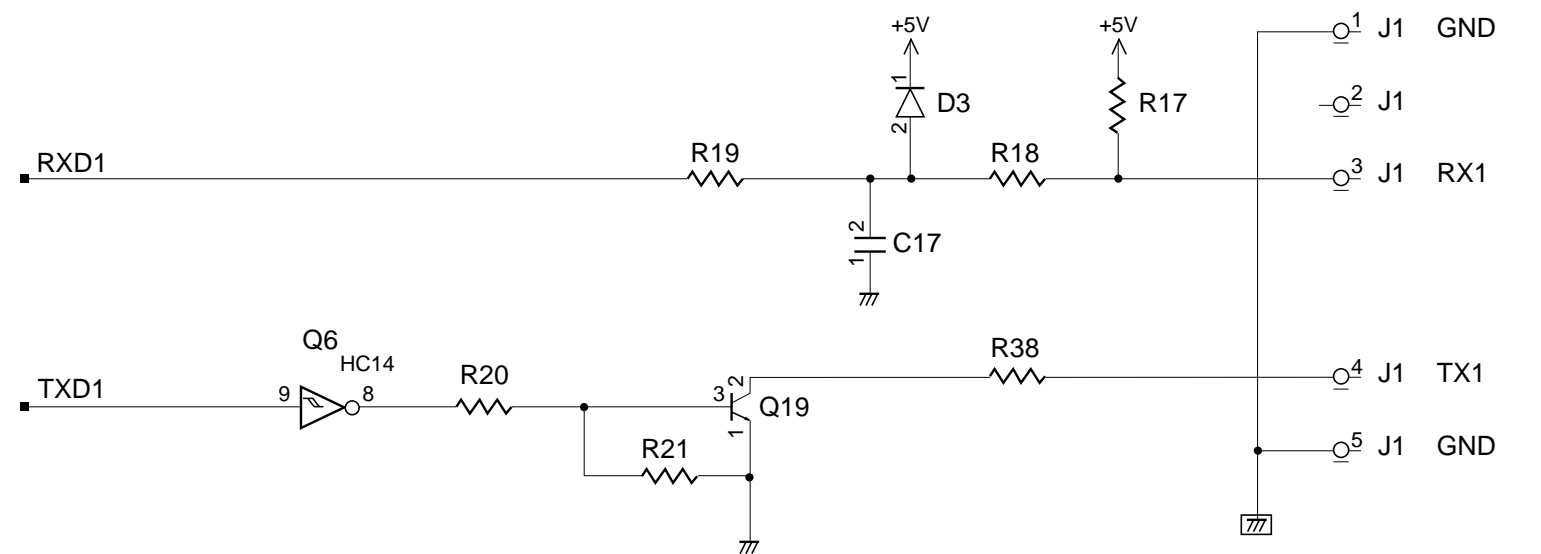 +5V
+5V
1
J1 GND
1
D3
R17
2
J1
2
RXD1
R19
R18
3
J1 RX1
2
C17
1
Q6
HC14
R38
TXD1
9
8
R20
3
2
Q19
4
J1 TX1
1
R21
5
J1 GND